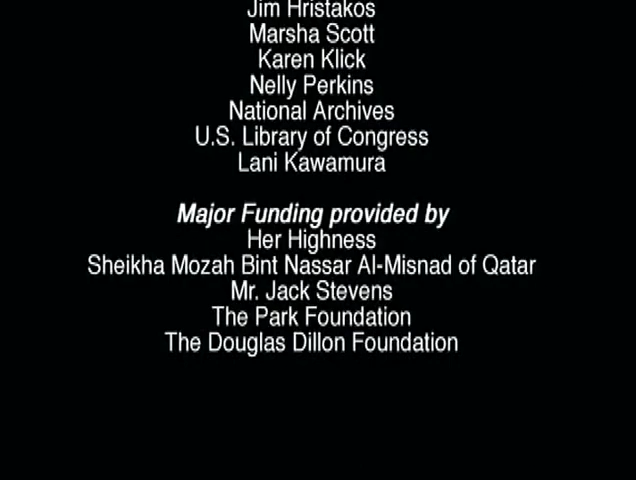 Jim Hristakos
Marsha Scott
Karen Klick
Nelly Perkins
National Archives
U.S. Library of Congress
Lani Kawamura
Major Funding provided by
Her Highness
Sheikha Mozah Bint Nassar Al-Misnad of Qatar
Mr. Jack Stevens
The Park Foundation
The Douglas Dillon Foundation